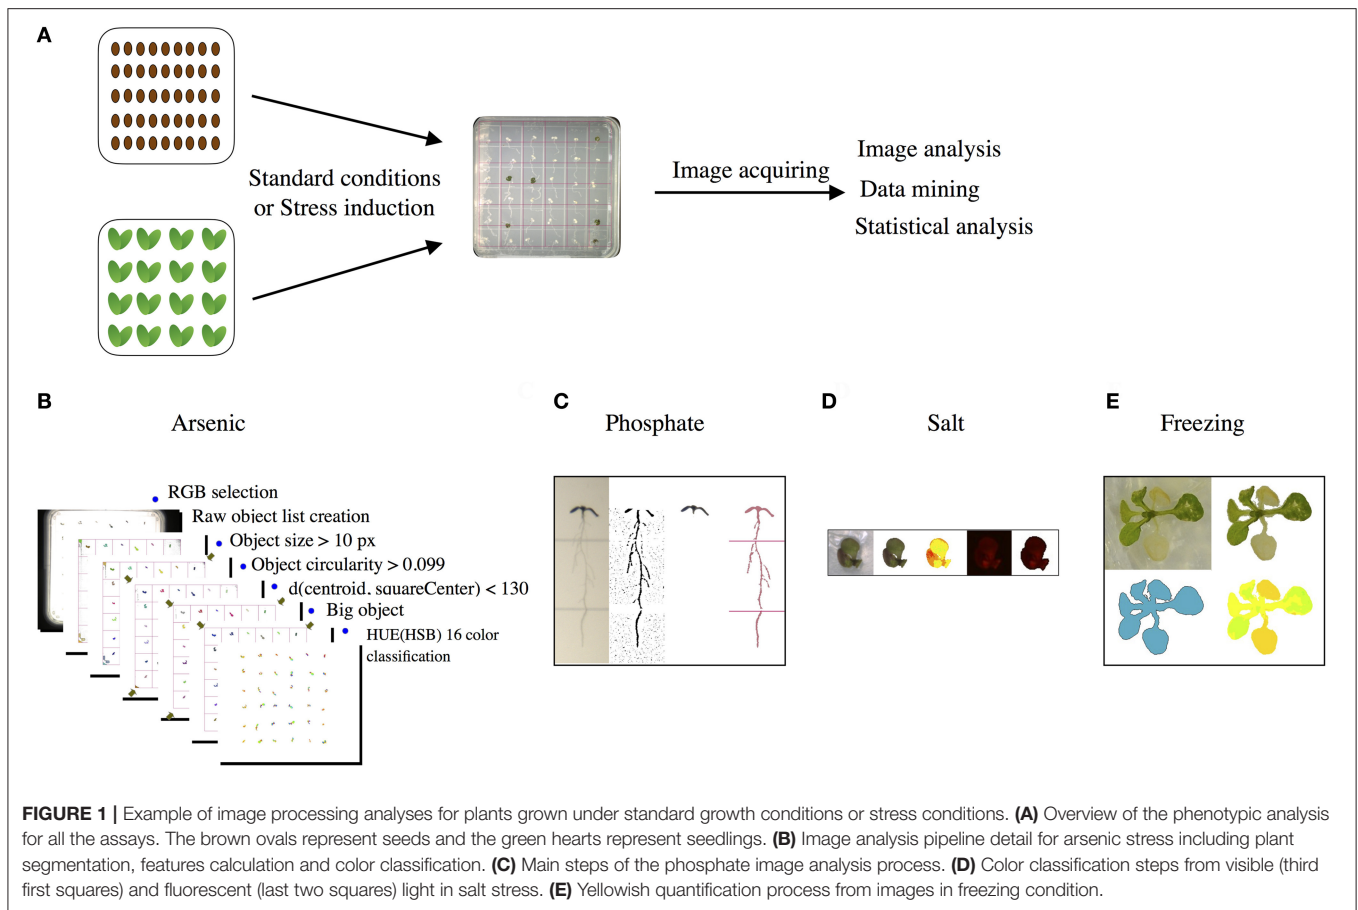 A
Standard conditions
or Stress induction
Image acquiring
Image analysis
Data mining
Statistical analysis
B
Arsenic
RGB selection
Raw object list creation
Object size > 10 px
Object circularity > 0.099
d(centroid, squareCenter) < 130
Big object
HUE(HSB) 16 color
classification
C
Phosphate
D
Salt
E
Freezing
FIGURE 1 | Example of image processing analyses for plants grown under standard growth conditions or stress conditions. (A) Overview of the phenotypic analysis
for all the assays. The brown ovals represent seeds and the green hearts represent seedlings. (B) Image analysis pipeline detail for arsenic stress including plant
segmentation, features calculation and color classification. (C) Main steps of the phosphate image analysis process. (D) Color classification steps from visible (third
first squares) and fluorescent (last two squares) light in salt stress. (E) Yellowish quantification process from images in freezing condition.